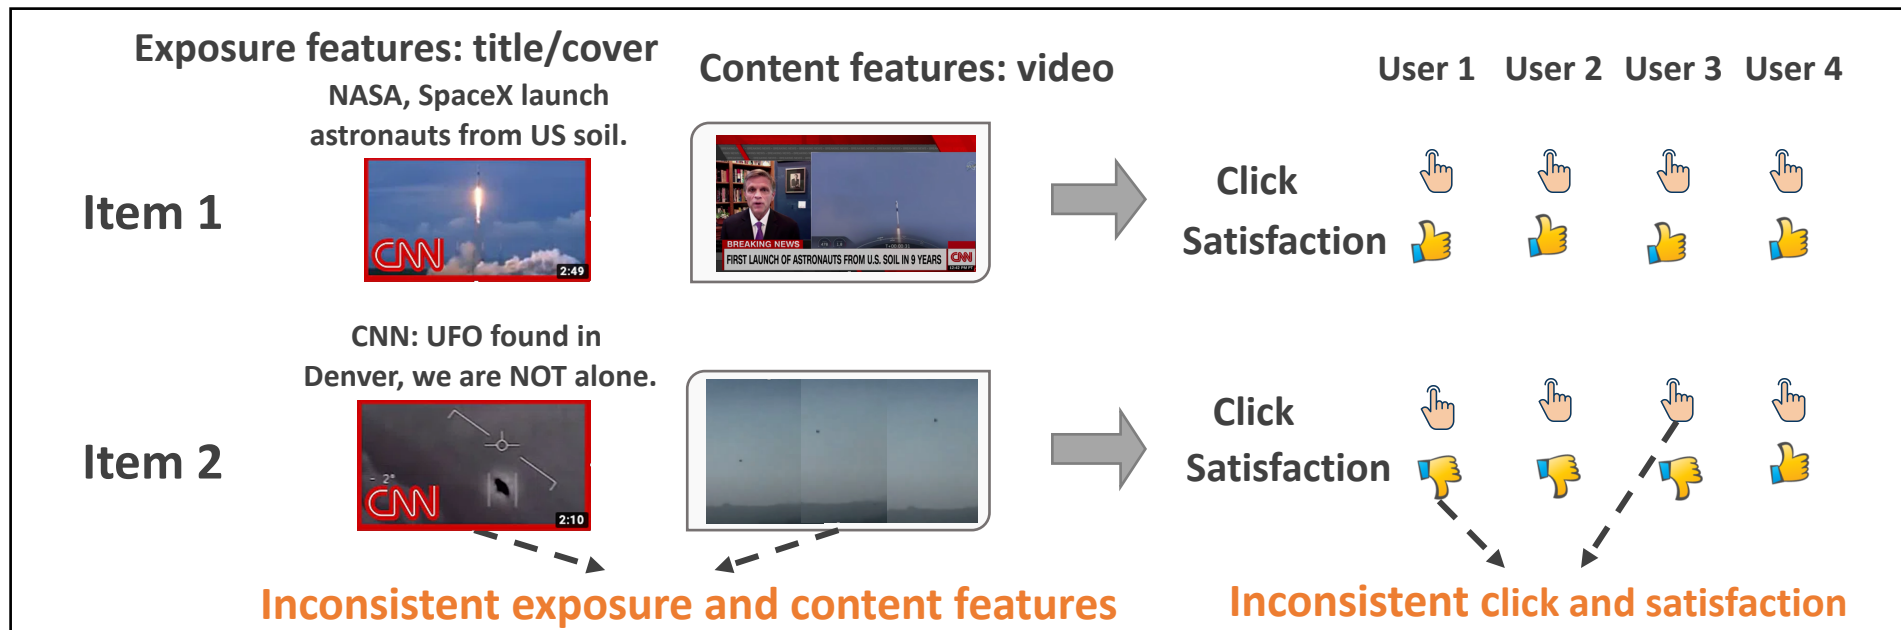 Exposure features: title/cover
Content features: video
User 1 User 2 User 3 User 4
NASA, SpaceX launch
astronauts from US soil.
Item 1
CNN
2:49
BREAKING NEWS
FIRST LAUNCH OF ASTRONAUTS FROM U.S. SOIL IN 9 YEARS
CNN
Click
Satisfaction
CNN: UFO found in
Denver, we are NOT alone.
Item 2
- 2°
CNN
2:10
Click
Satisfaction
Inconsistent exposure and content features
Inconsistent click and satisfaction